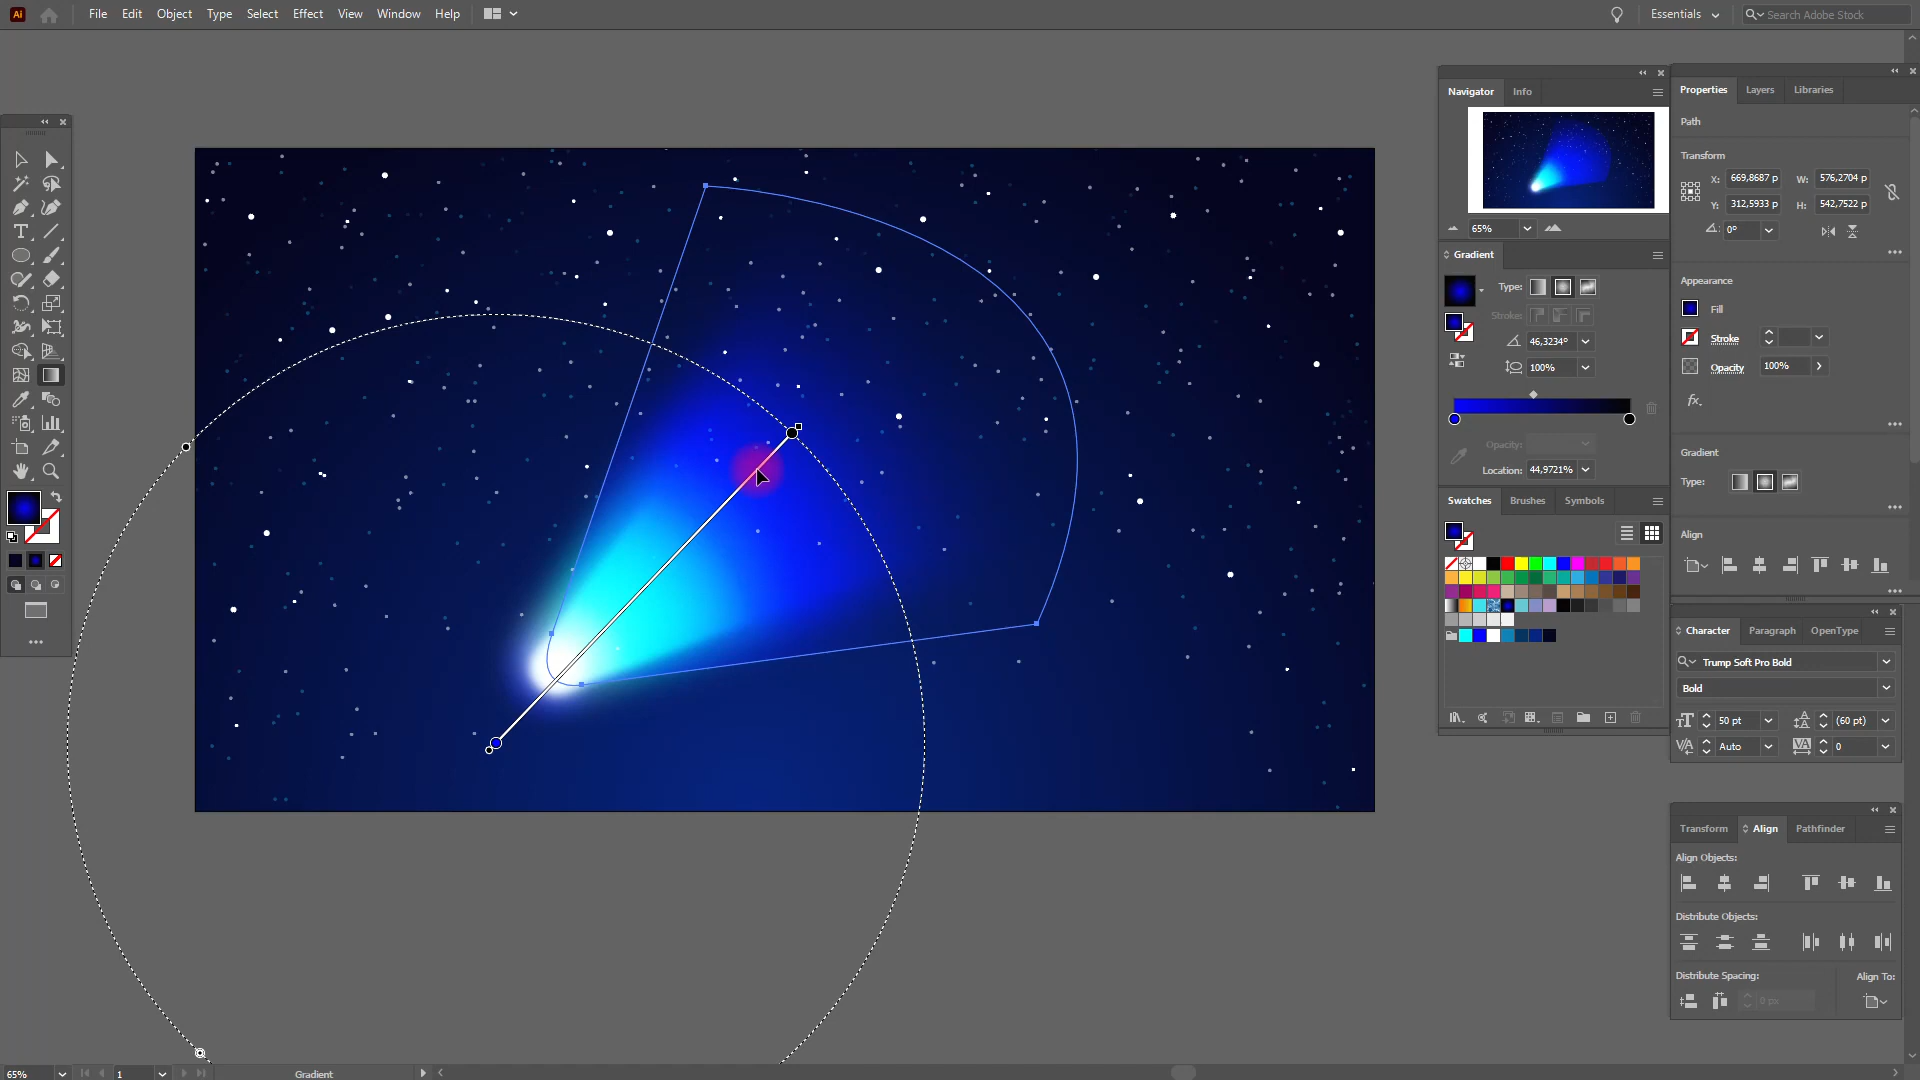 Ai
File Edit Object Type Select Effect View Window Help
Essentials
Search Adobe Stock
Navigator Info
65%
Gradient
Type:
Stroke:
46,3234°
100%
Opacity:
Location: 44,9721%
Swatches Brushes Symbols
Properties Layers Libraries
Path
Transform
X: 669,8687 p W: 576,2704 p
Y: 312,5933 p H: 542,7522 p
0°
Appearance
Fill
Stroke
Opacity 100%
fx.
Gradient
Type:
Align
Character Paragraph OpenType
Trump Soft Pro Bold
Bold
50 pt (60 pt)
Auto 0
Transform Align Pathfinder
Align Objects:
Distribute Objects:
Distribute Spacing: Align To:
0 px
65% 1 Gradient